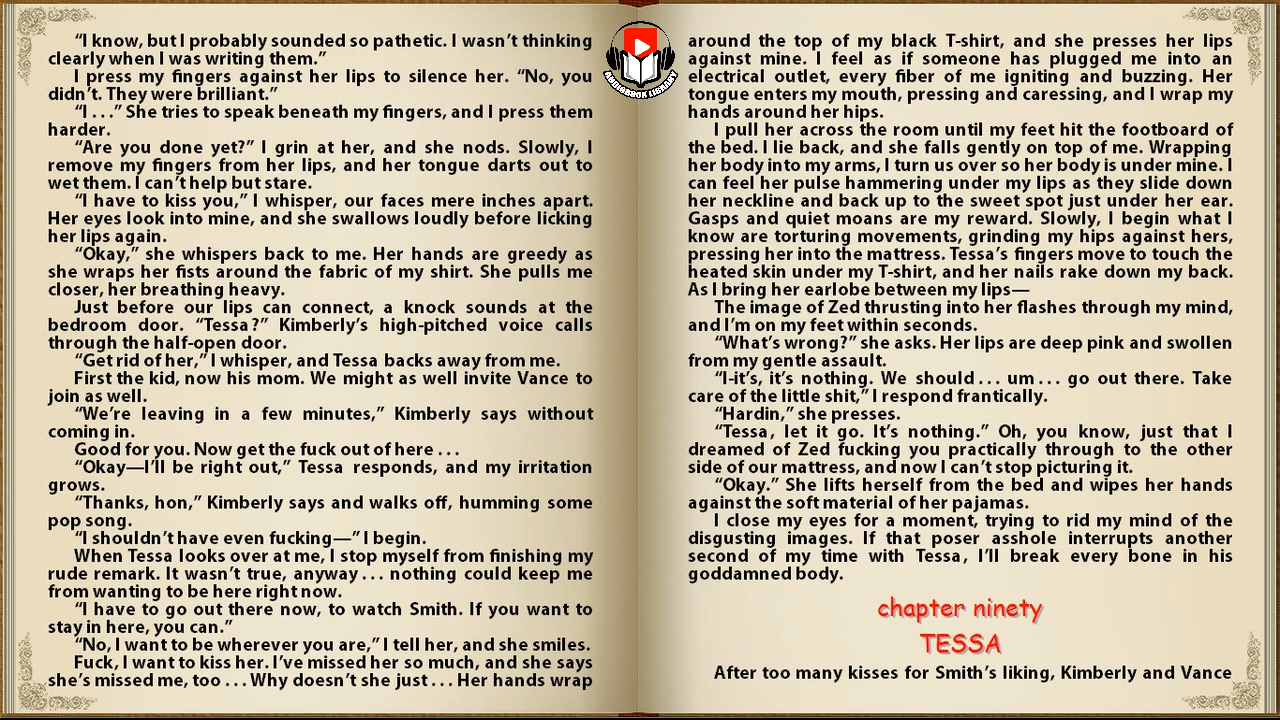 “I know, but I probably sounded so pathetic. I wasn’t thinking
clearly when I was writing them.”
I press my fingers against her lips to silence her. “No, you
didn’t. They were brilliant.”
“I . . .” She tries to speak beneath my fingers, and I press them
harder.
“Are you done yet?” I grin at her, and she nods. Slowly, I
remove my fingers from her lips, and her tongue darts out to
wet them. I can’t help but stare.
“I have to kiss you,” I whisper, our faces mere inches apart.
Her eyes look into mine, and she swallows loudly before licking
her lips again.
“Okay,” she whispers back to me. Her hands are greedy as
she wraps her fists around the fabric of my shirt. She pulls me
closer, her breathing heavy.
Just before our lips can connect, a knock sounds at the
bedroom door. “Tessa?” Kimberly’s high-pitched voice calls
through the half-open door.
“Get rid of her,” I whisper, and Tessa backs away from me.
First the kid, now his mom. We might as well invite Vance to
join as well.
“We’re leaving in a few minutes,” Kimberly says without
coming in.
Good for you. Now get the fuck out of here . . .
“Okay—I’ll be right out,” Tessa responds, and my irritation
grows.
“Thanks, hon,” Kimberly says and walks off, humming some
pop song.
“I shouldn’t have even fucking—” I begin.
When Tessa looks over at me, I stop myself from finishing my
rude remark. It wasn’t true, anyway . . . nothing could keep me
from wanting to be here right now.
“I have to go out there now, to watch Smith. If you want to
stay in here, you can.”
“No, I want to be wherever you are,” I tell her, and she smiles.
Fuck, I want to kiss her. I’ve missed her so much, and she says
she’s missed me, too . . . Why doesn’t she just . . . Her hands wrap
AUDIOBOOK LIBRARY
around the top of my black T-shirt, and she presses her lips
against mine. I feel as if someone has plugged me into an
electrical outlet, every fiber of me igniting and buzzing. Her
tongue enters my mouth, pressing and caressing, and I wrap my
hands around her hips.
I pull her across the room until my feet hit the footboard of
the bed. I lie back, and she falls gently on top of me. Wrapping
her body into my arms, I turn us over so her body is under mine. I
can feel her pulse hammering under my lips as they slide down
her neckline and back up to the sweet spot just under her ear.
Gasps and quiet moans are my reward. Slowly, I begin what I
know are torturing movements, grinding my hips against hers,
pressing her into the mattress. Tessa’s fingers move to touch the
heated skin under my T-shirt, and her nails rake down my back.
As I bring her earlobe between my lips—
The image of Zed thrusting into her flashes through my mind,
and I’m on my feet within seconds.
“What’s wrong?” she asks. Her lips are deep pink and swollen
from my gentle assault.
“I-it’s, it’s nothing. We should . . . um . . . go out there. Take
care of the little shit,” I respond frantically.
“Hardin,” she presses.
“Tessa, let it go. It’s nothing.” Oh, you know, just that I
dreamed of Zed fucking you practically through to the other
side of our mattress, and now I can’t stop picturing it.
“Okay.” She lifts herself from the bed and wipes her hands
against the soft material of her pajamas.
I close my eyes for a moment, trying to rid my mind of the
disgusting images. If that poser asshole interrupts another
second of my time with Tessa, I’ll break every bone in his
goddamned body.
chapter ninety
TESSA
After too many kisses for Smith’s liking, Kimberly and Vance